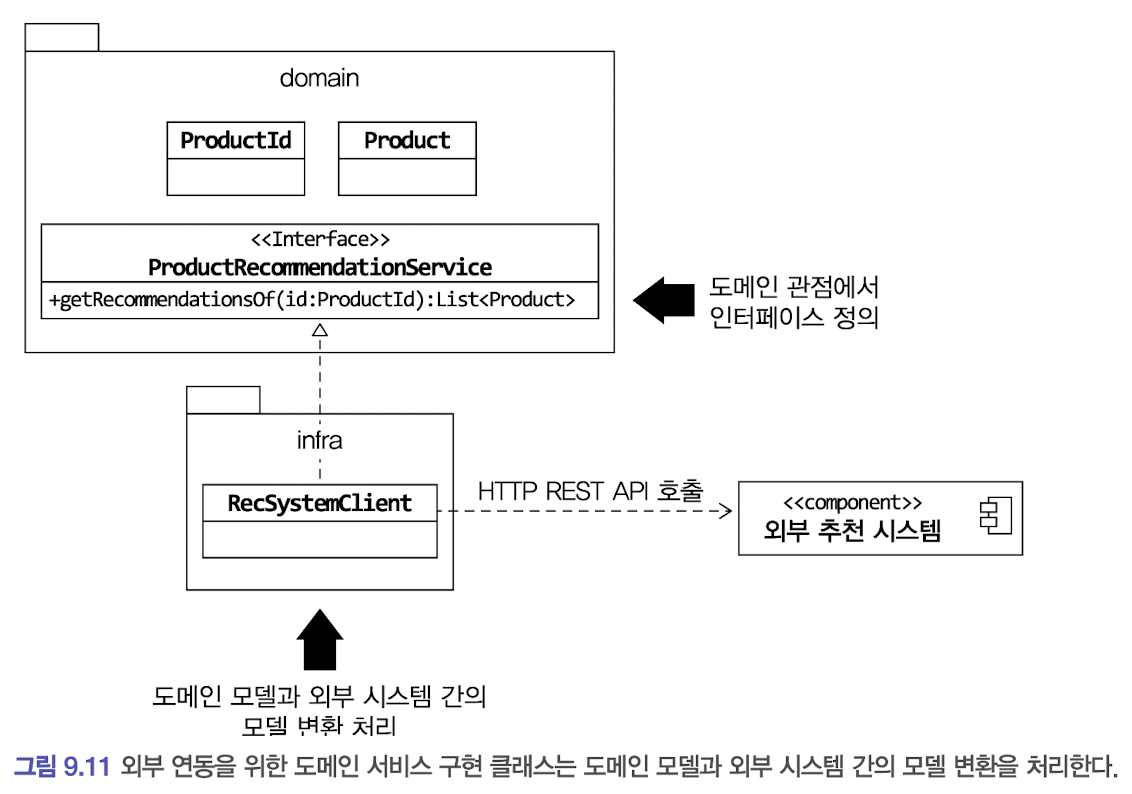 domain
ProductId
Product
<<Interface>>
ProductRecommendationService
+getRecommendationsOf(id:ProductId):List<Product>
도메인 관점에서
인터페이스 정의
infra
RecSystemClient
HTTP REST API 호출
<<component>>
외부 추천 시스템
도메인 모델과 외부 시스템 간의
모델 변환 처리
그림 9.11 외부 연동을 위한 도메인 서비스 구현 클래스는 도메인 모델과 외부 시스템 간의 모델 변환을 처리한다.